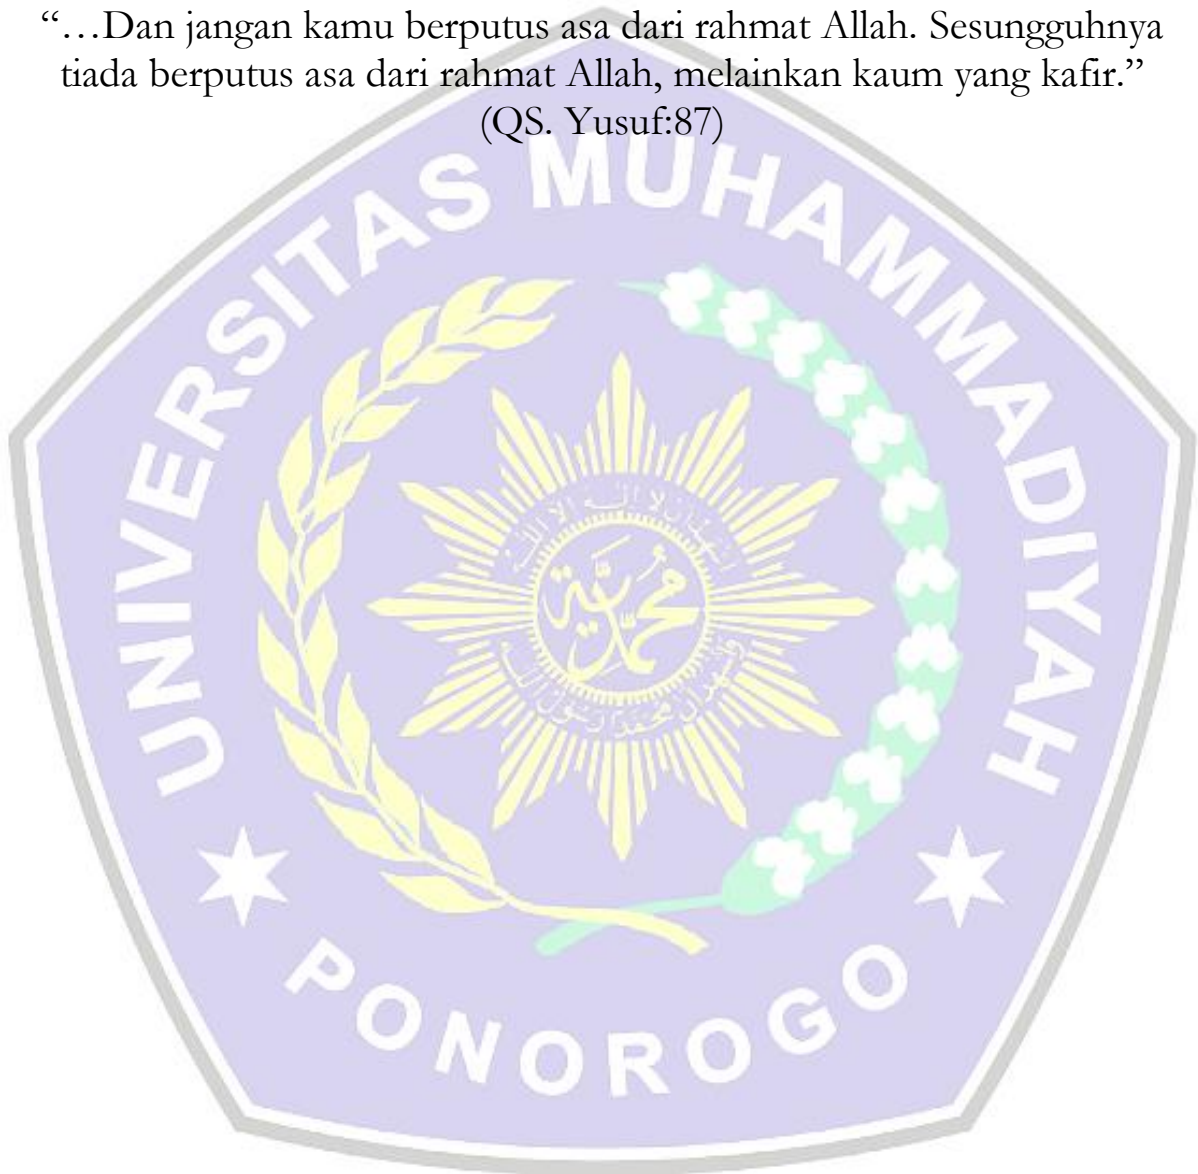 “…Dan jangan kamu berputus asa dari rahmat Allah. Sesungguhnya
tiada berputus asa dari rahmat Allah, melainkan kaum yang kafir.”
(QS. Yusuf:87)
UNIVERSITAS MUHAMMADIYAH
محمدية
PONOROGO